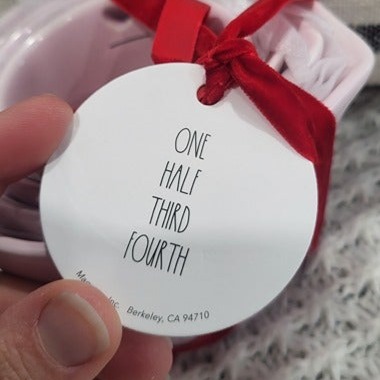 ONE
HALF
THIRD
FOURTH
Inc. Berkeley, CA 94710